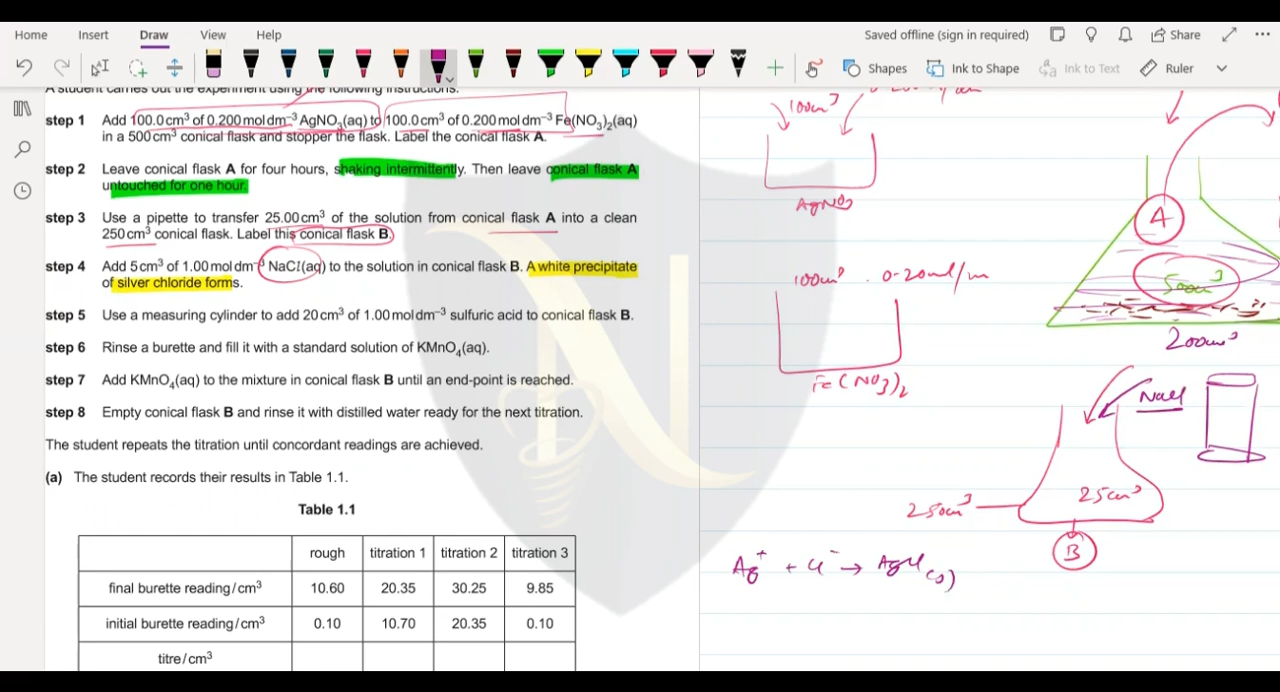 Home Insert Draw View Help Saved offline (sign in required) Share
Shapes Ink to Shape Ink to Text Ruler
A student carries out the experiment using the following instructions.
step 1 Add 100.0 cm³ of 0.200 mol dm⁻³ AgNO₃(aq) to 100.0 cm³ of 0.200 mol dm⁻³ Fe(NO₃)₂(aq)
in a 500 cm³ conical flask and stopper the flask. Label the conical flask A.
step 2 Leave conical flask A for four hours, shaking intermittently. Then leave conical flask A
untouched for one hour.
step 3 Use a pipette to transfer 25.00 cm³ of the solution from conical flask A into a clean
250 cm³ conical flask. Label this conical flask B.
step 4 Add 5 cm³ of 1.00 mol dm⁻³ NaCl(aq) to the solution in conical flask B. A white precipitate
of silver chloride forms.
step 5 Use a measuring cylinder to add 20 cm³ of 1.00 mol dm⁻³ sulfuric acid to conical flask B.
step 6 Rinse a burette and fill it with a standard solution of KMnO₄(aq).
step 7 Add KMnO₄(aq) to the mixture in conical flask B until an end-point is reached.
step 8 Empty conical flask B and rinse it with distilled water ready for the next titration.
The student repeats the titration until concordant readings are achieved.
(a) The student records their results in Table 1.1.
Table 1.1
rough titration 1 titration 2 titration 3
final burette reading / cm³ 10.60 20.35 30.25 9.85
initial burette reading / cm³ 0.10 10.70 20.35 0.10
titre / cm³
100cm³
AgNO₃
100cm³ . 0.20mol/m
Fe(NO₃)₂
A
500cm³
200cm³
NaCl
250cm³
25cm³
B
Ag⁺ + Cl⁻ → AgCl(s)